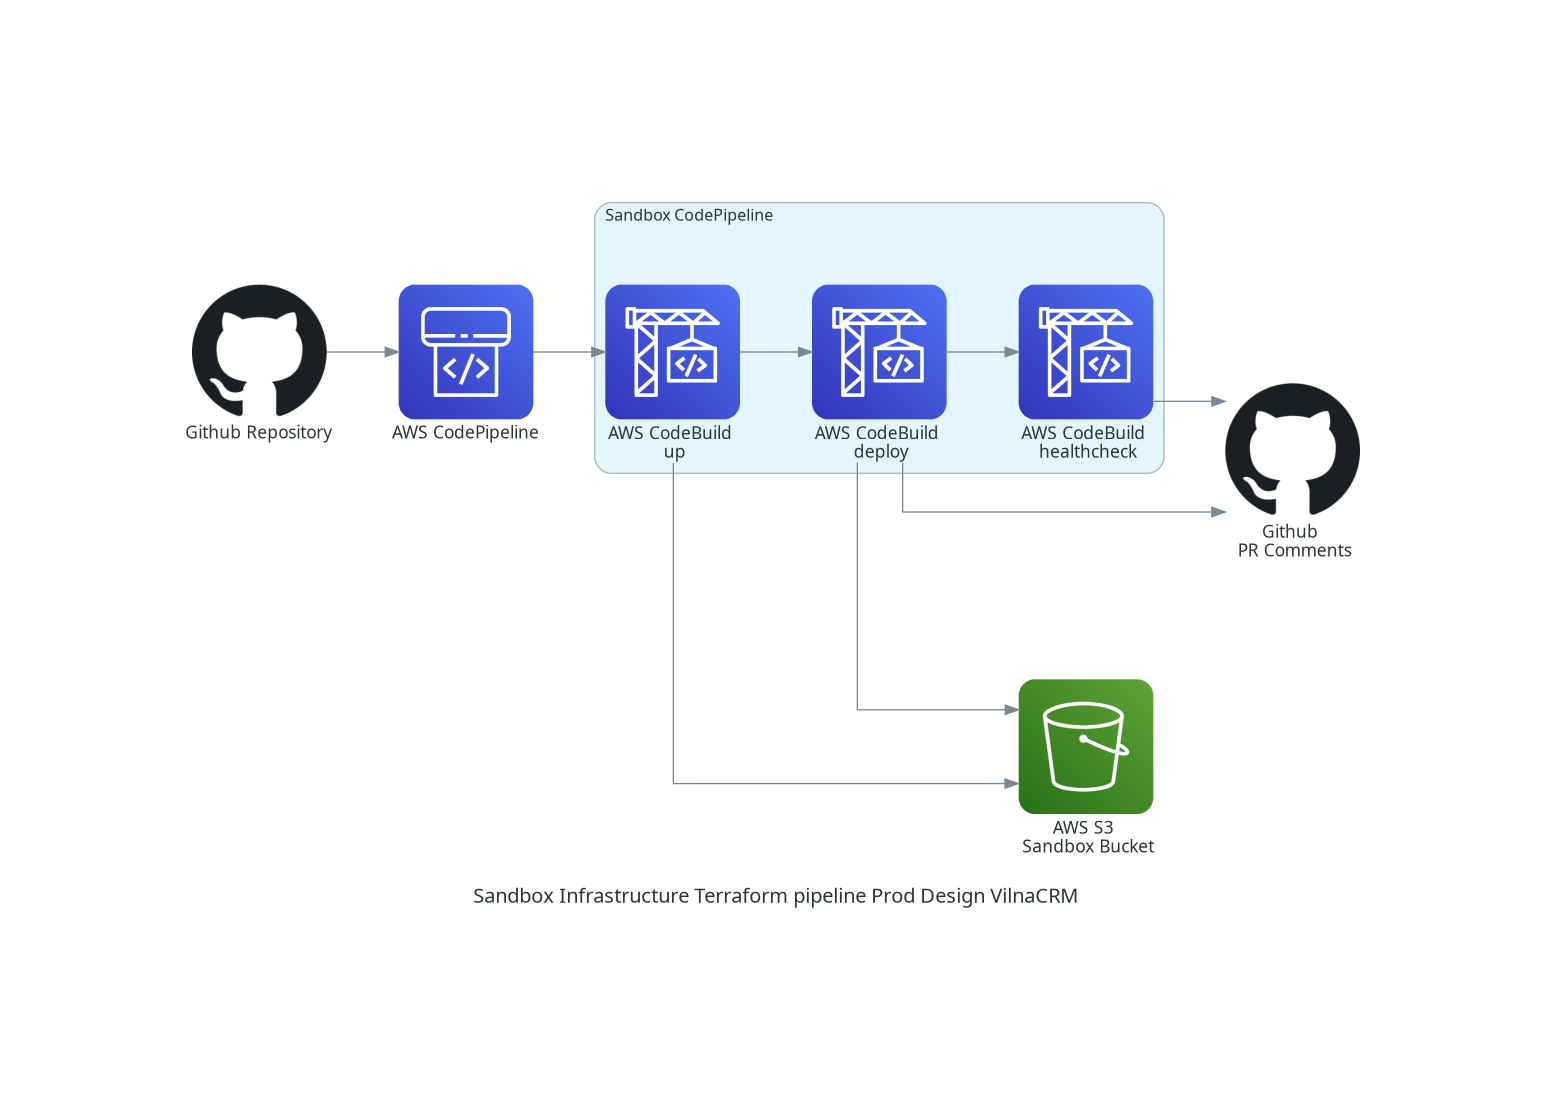 Sandbox CodePipeline
Github Repository
AWS CodePipeline
AWS CodeBuild
up
AWS CodeBuild
deploy
AWS CodeBuild
healthcheck
Github
PR Comments
AWS S3
Sandbox Bucket
Sandbox Infrastructure Terraform pipeline Prod Design VilnaCRM